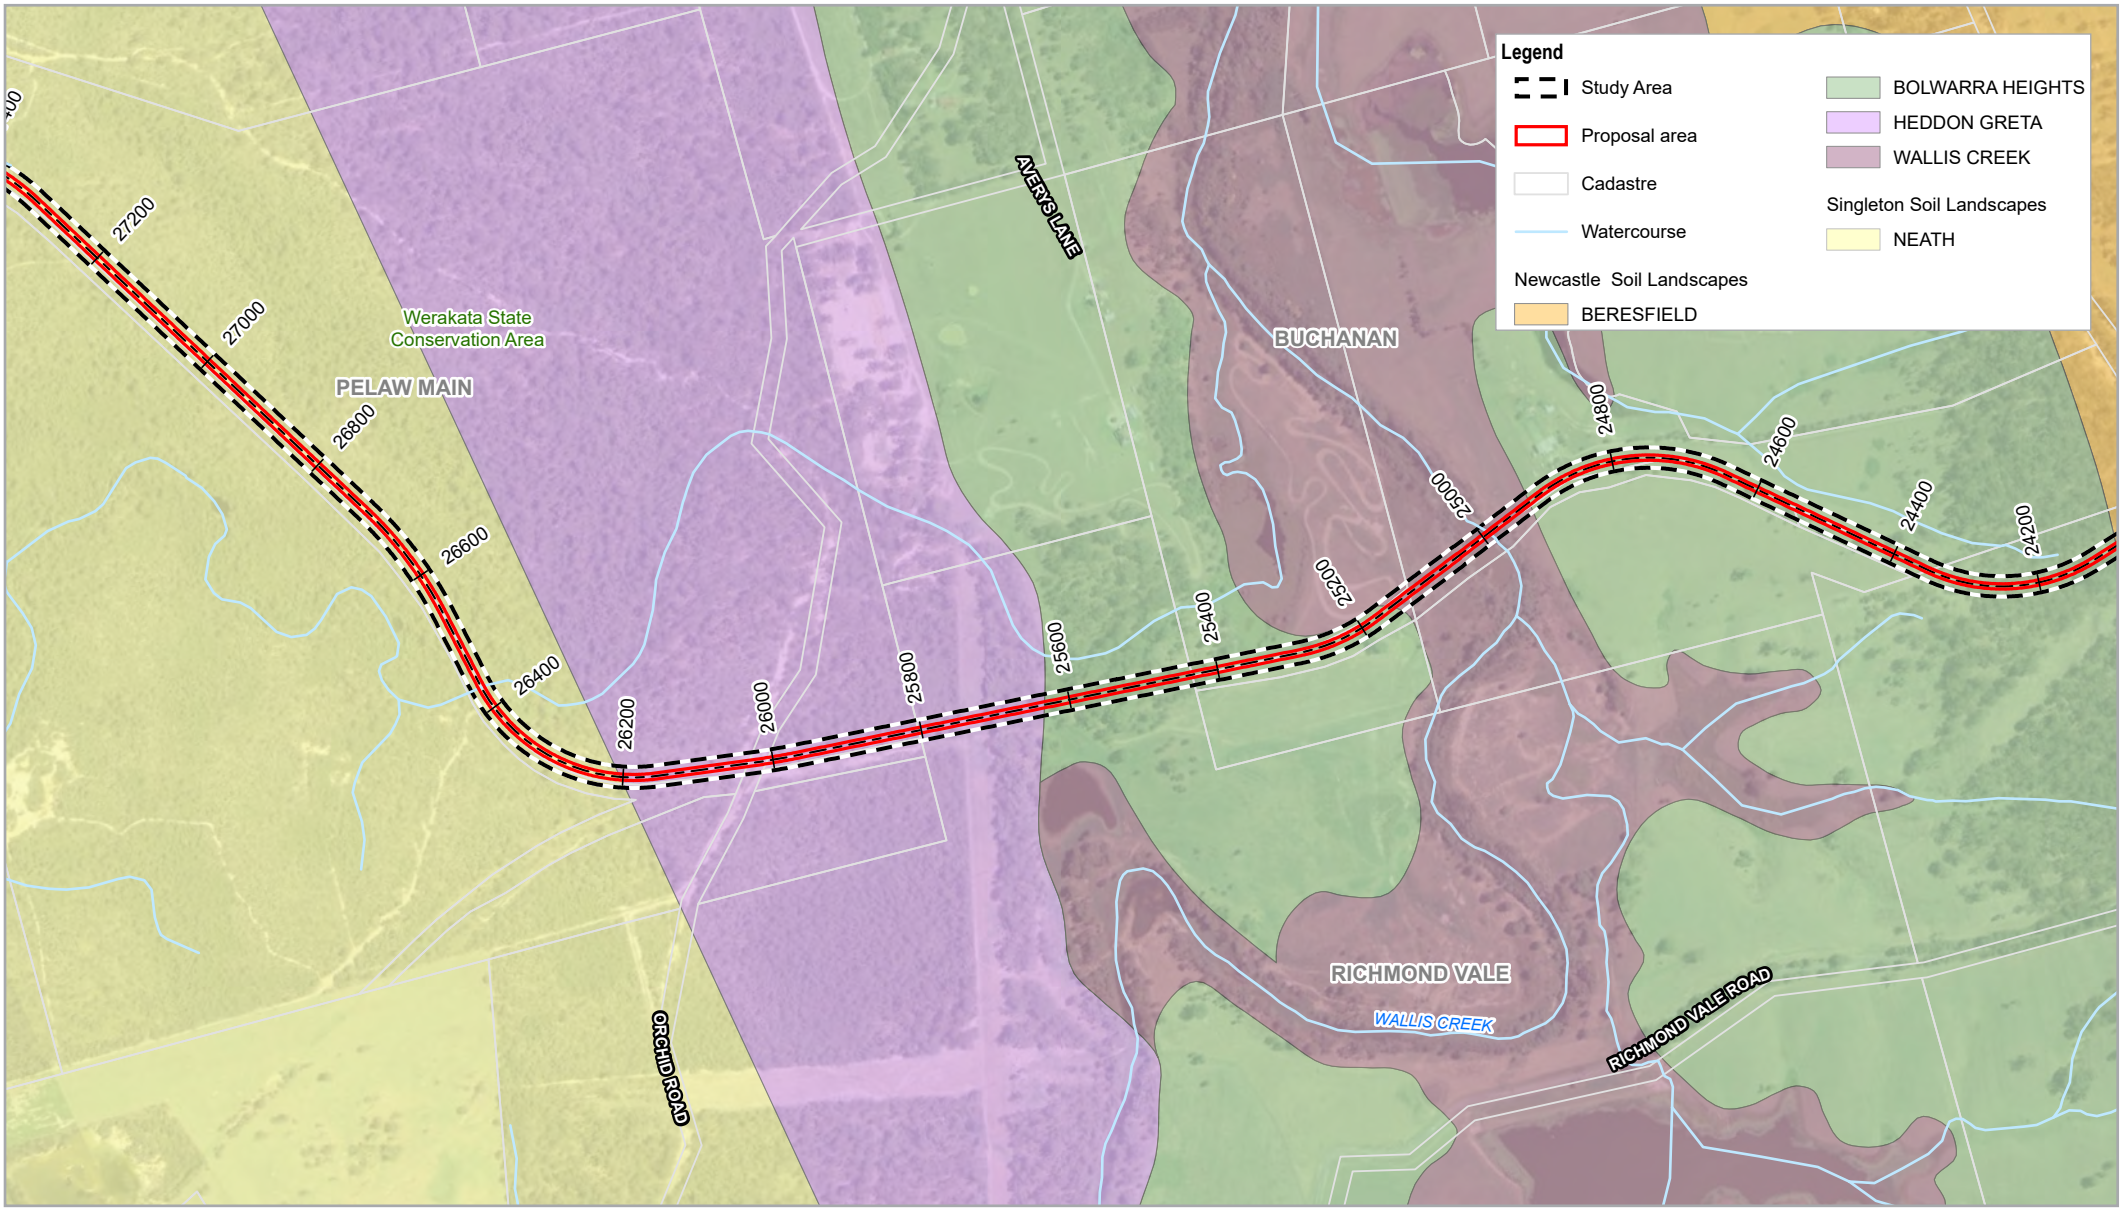 Legend
Study Area
Proposal area
Cadastre
Watercourse
Newcastle Soil Landscapes
BERESFIELD
BOLWARRA HEIGHTS
HEDDON GRETA
WALLIS CREEK
Singleton Soil Landscapes
NEATH
400
27200
27000
26800
26600
26400
26200
26000
25800
25600
25400
25200
25000
24800
24600
24400
24200
Werakata State
Conservation Area
PELAW MAIN
AVERYS LANE
BUCHANAN
RICHMOND VALE
WALLIS CREEK
RICHMOND VALE ROAD
ORCHID ROAD